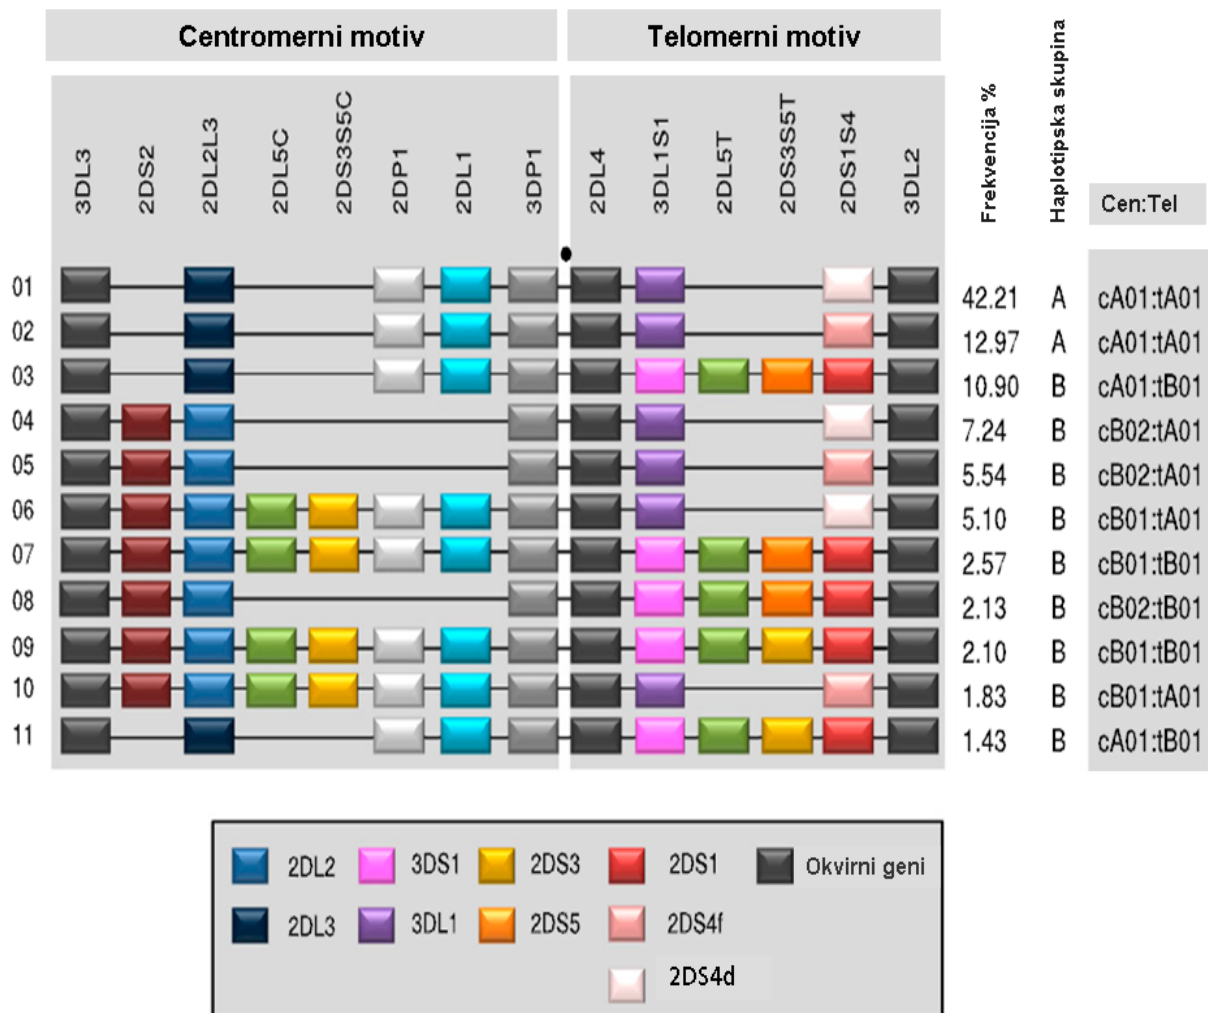 Centromerni motiv Telomerni motiv
3DL3 2DS2 2DL2L3 2DL5C 2DS3S5C 2DP1 2DL1 3DP1 2DL4 3DL1S1 2DL5T 2DS3S5T 2DS1S4 3DL2 Frekvencija % Haplotipska skupina Cen:Tel
01 42.21 A cA01:tA01
02 12.97 A cA01:tA01
03 10.90 B cA01:tB01
04 7.24 B cB02:tA01
05 5.54 B cB02:tA01
06 5.10 B cB01:tA01
07 2.57 B cB01:tB01
08 2.13 B cB02:tB01
09 2.10 B cB01:tB01
10 1.83 B cB01:tA01
11 1.43 B cA01:tB01
2DL2 3DS1 2DS3 2DS1 Okvirni geni
2DL3 3DL1 2DS5 2DS4f
2DS4d